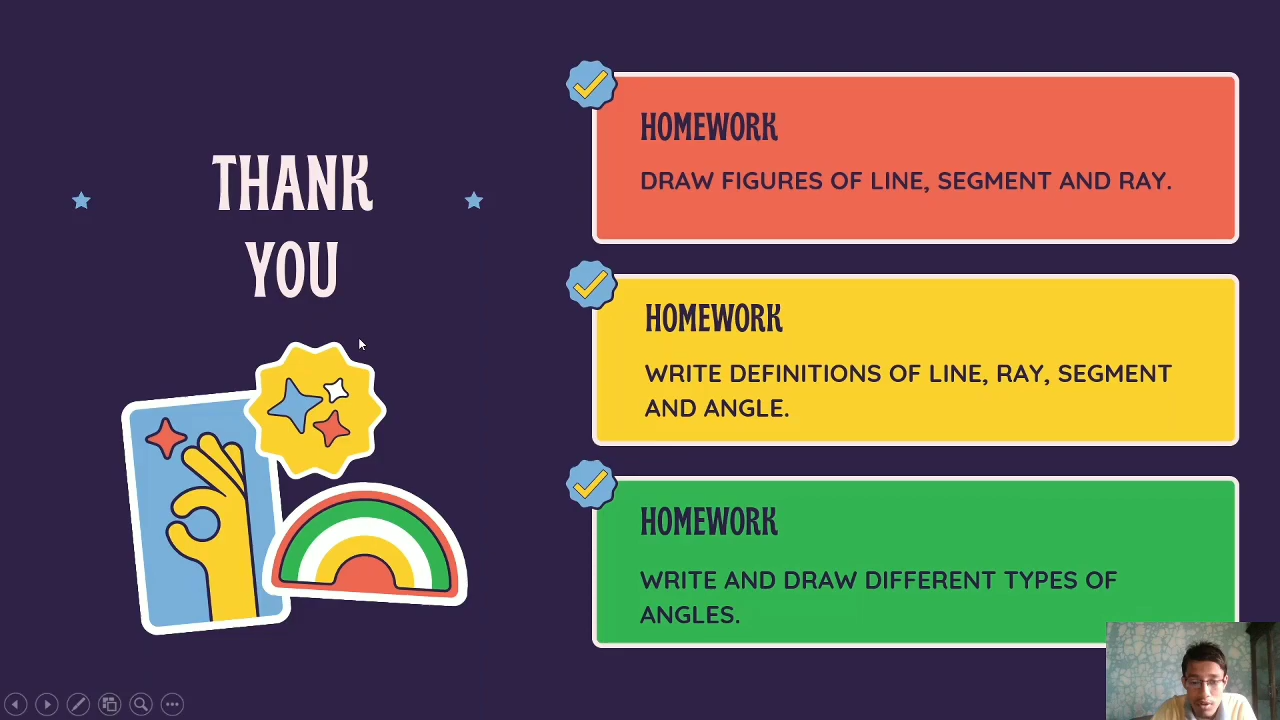 THANK
YOU
HOMEWORK
DRAW FIGURES OF LINE, SEGMENT AND RAY.
HOMEWORK
WRITE DEFINITIONS OF LINE, RAY, SEGMENT
AND ANGLE.
HOMEWORK
WRITE AND DRAW DIFFERENT TYPES OF
ANGLES.